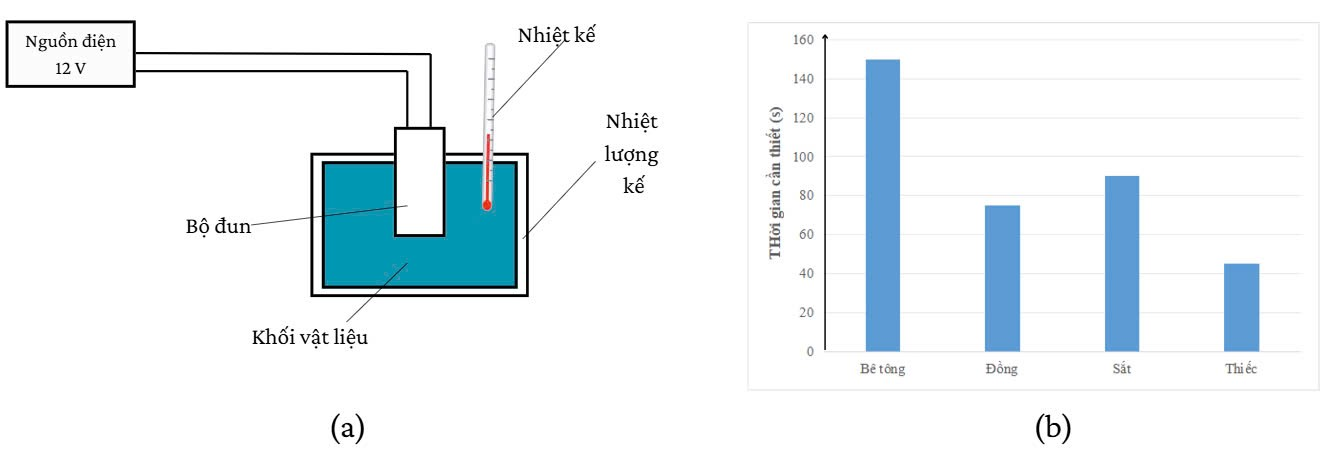 Nguồn điện
12 V
Nhiệt kế
Nhiệt
lượng
kế
Bộ đun
Khối vật liệu
(a)
THời gian cần thiết (s)
160
140
120
100
80
60
40
20
0
Bê tông
Đồng
Sắt
Thiếc
(b)